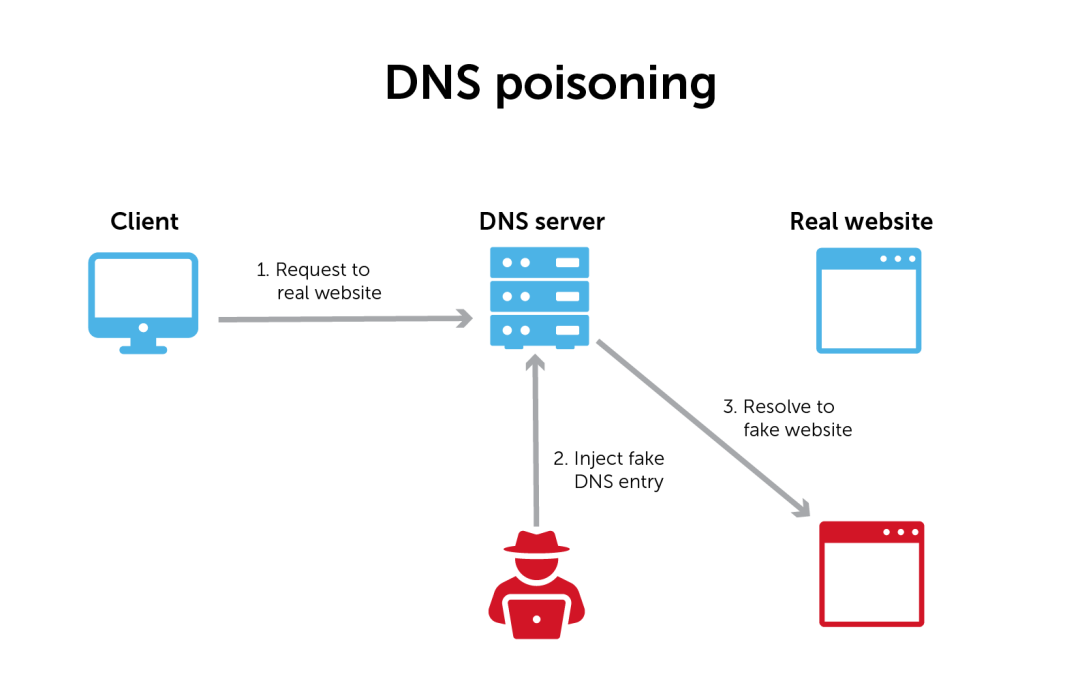 DNS poisoning
Client
DNS server
Real website
1. Request to
real website
3. Resolve to
fake website
2. Inject fake
DNS entry